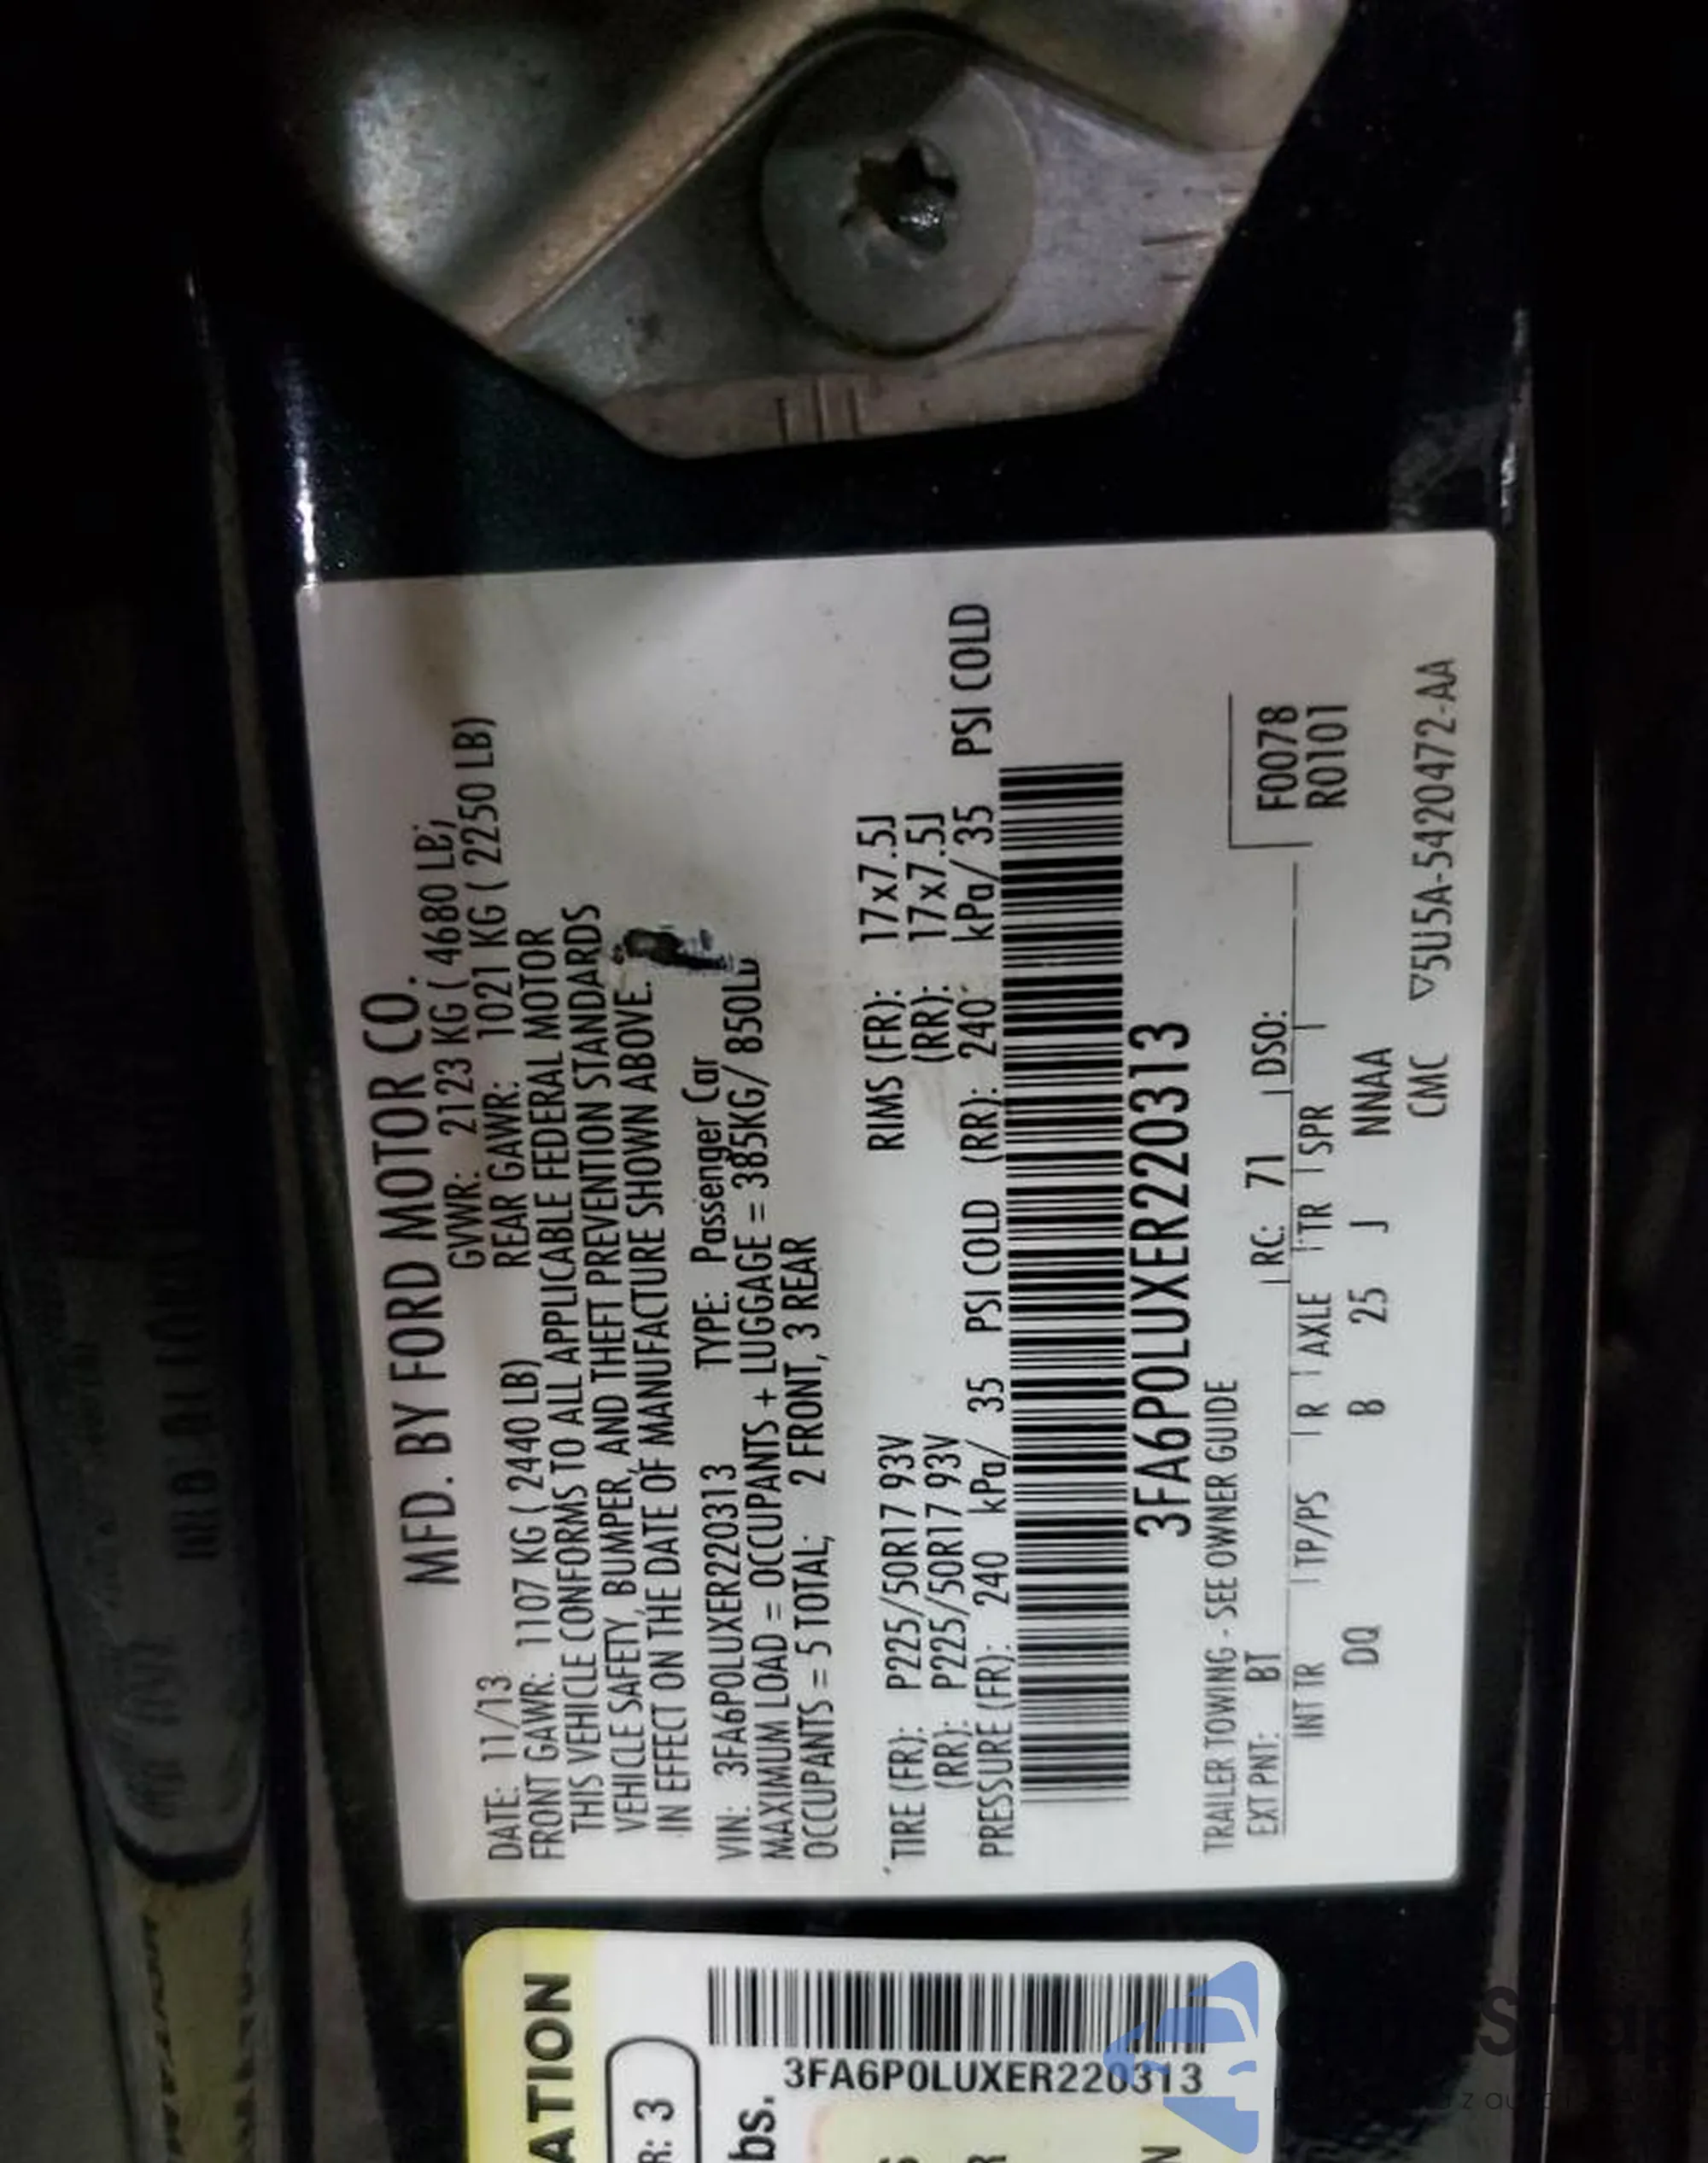 MFD. BY FORD MOTOR CO.
DATE: 11/13 GVWR: 2123 KG ( 4680 LB)
FRONT GAWR: 1107 KG ( 2440 LB) REAR GAWR: 1021 KG ( 2250 LB)
THIS VEHICLE CONFORMS TO ALL APPLICABLE FEDERAL MOTOR
VEHICLE SAFETY, BUMPER, AND THEFT PREVENTION STANDARDS
IN EFFECT ON THE DATE OF MANUFACTURE SHOWN ABOVE.
VIN: 3FA6P0LUXER220313 TYPE: Passenger Car
MAXIMUM LOAD = OCCUPANTS + LUGGAGE = 385KG/ 850LB
OCCUPANTS = 5 TOTAL; 2 FRONT, 3 REAR
TIRE (FR): P225/50R17 93V RIMS (FR): 17x7.5J
(RR): P225/50R17 93V (RR): 17x7.5J
PRESSURE (FR): 240 kPa/ 35 PSI COLD (RR): 240 kPa/ 35 PSI COLD
3FA6P0LUXER220313
TRAILER TOWING - SEE OWNER GUIDE
EXT PNT: BT RC: 71 DSO: F0078
INT TR TP/PS R AXLE TR SPR R0101
DQ B 25 J NNAA
CMC ▽5U5A-5420472-AA
ATION
R: 3
3FA6P0LUXER220313
bs.